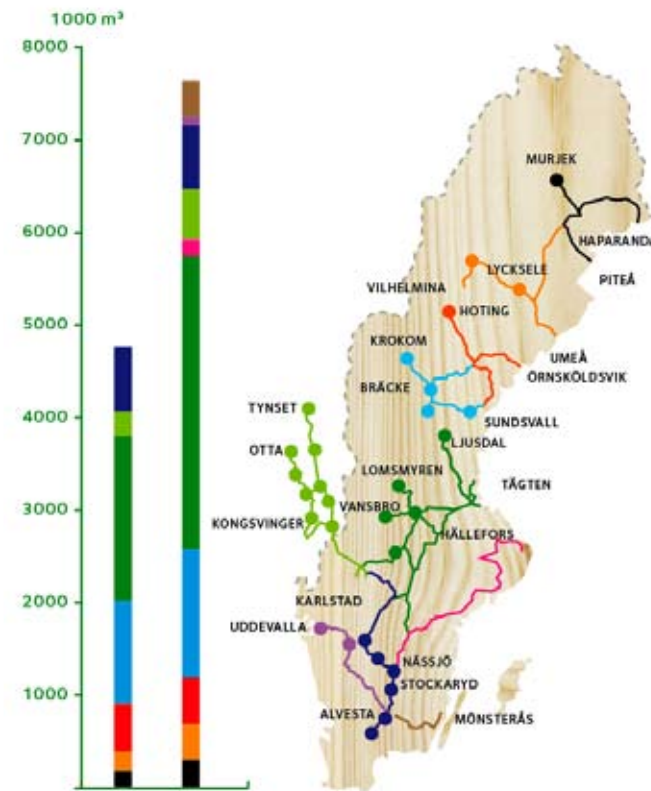 1000 m³
8000
7000
6000
5000
4000
3000
2000
1000
MURJEK
HAPARANDA
LYCKSELE
PITEÅ
VILHELMINA
HOTING
KROKOM
UMEÅ
BRÄCKE
ÖRNSKÖLDSVIK
TYNSET
SUNDSVALL
LJUSDAL
OTTA
LOMSMYREN
TÄGTEN
VANSBRO
KONGSVINGER
HÄLLEFORS
KARLSTAD
UDDEVALLA
NÄSSJÖ
STOCKARYD
ALVESTA
MÖNSTERÅS